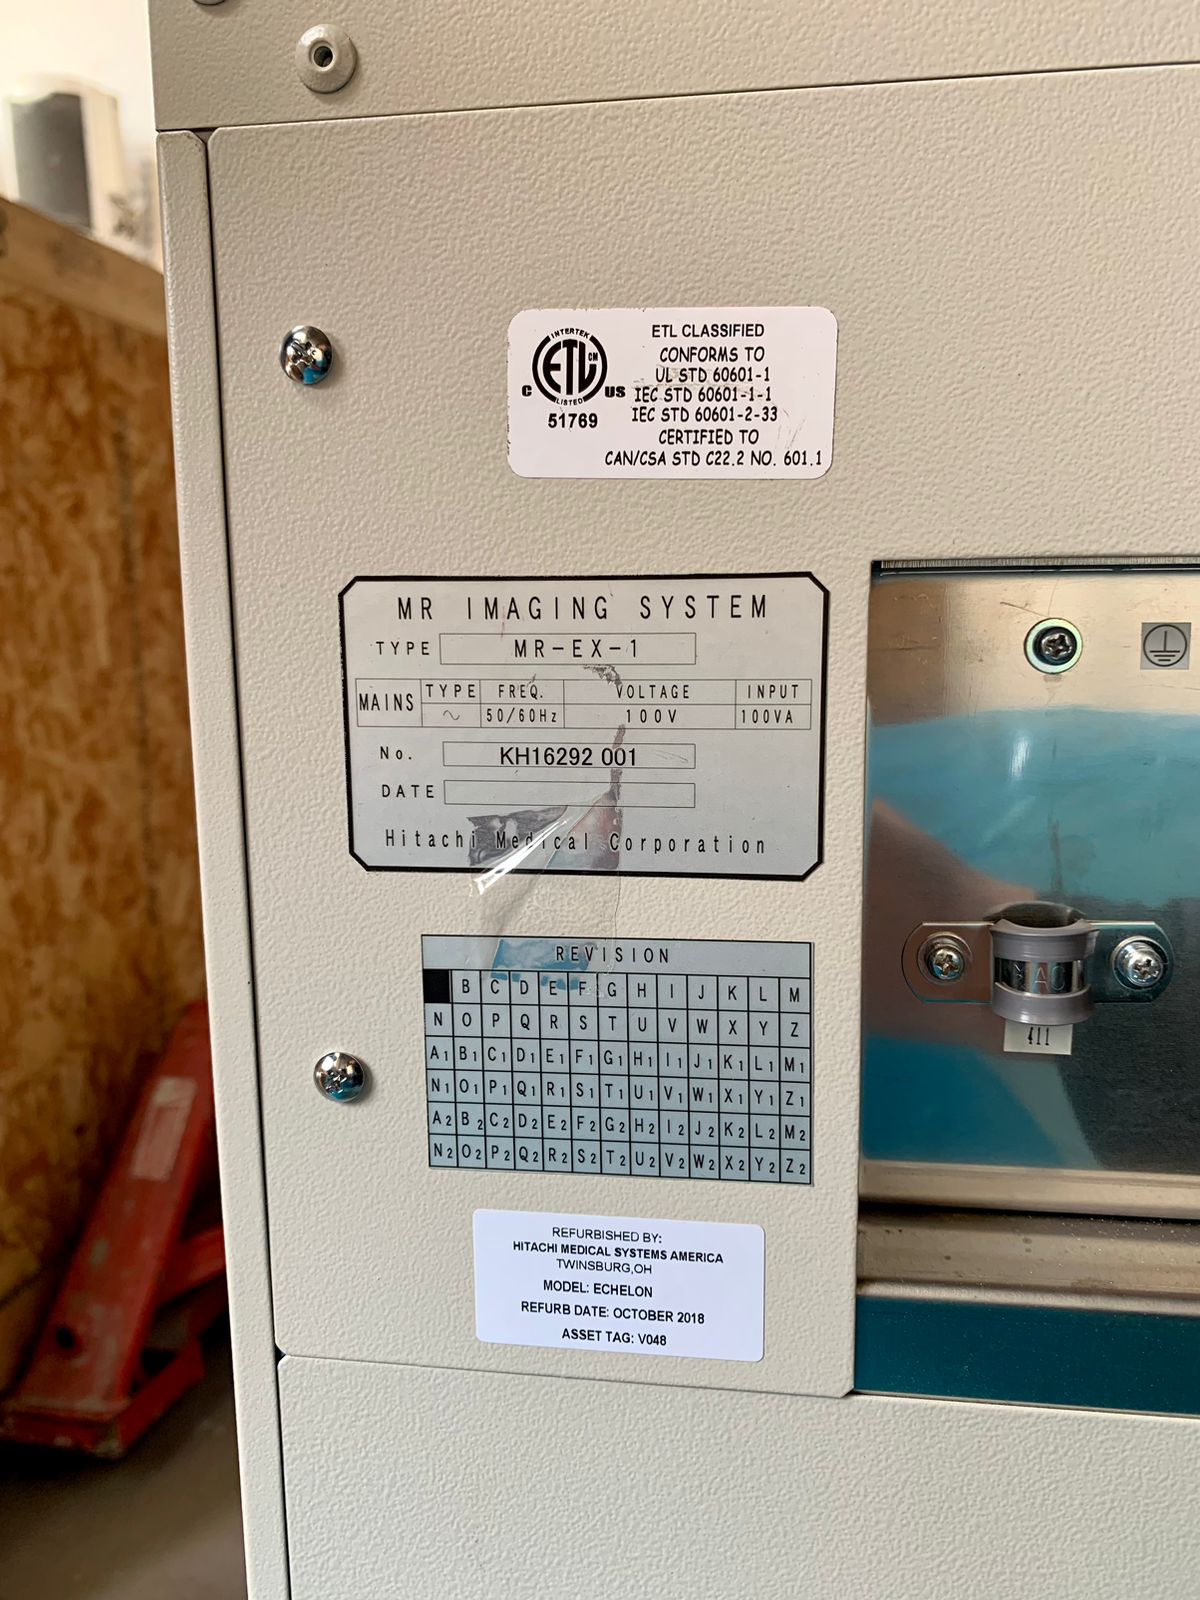 INTERTEK
ETL CM
C US
LISTED
51769
ETL CLASSIFIED
CONFORMS TO
UL STD 60601-1
IEC STD 60601-1-1
IEC STD 60601-2-33
CERTIFIED TO
CAN/CSA STD C22.2 NO. 601.1
MR IMAGING SYSTEM
TYPE MR-EX-1
MAINS TYPE FREQ. VOLTAGE INPUT
~ 50/60Hz 100V 100VA
No. KH16292 001
DATE
Hitachi Medical Corporation
REVISION
B C D E F G H I J K L M
N O P Q R S T U V W X Y Z
A1 B1 C1 D1 E1 F1 G1 H1 I1 J1 K1 L1 M1
N1 O1 P1 Q1 R1 S1 T1 U1 V1 W1 X1 Y1 Z1
A2 B2 C2 D2 E2 F2 G2 H2 I2 J2 K2 L2 M2
N2 O2 P2 Q2 R2 S2 T2 U2 V2 W2 X2 Y2 Z2
AC
411
REFURBISHED BY:
HITACHI MEDICAL SYSTEMS AMERICA
TWINSBURG,OH
MODEL: ECHELON
REFURB DATE: OCTOBER 2018
ASSET TAG: V048